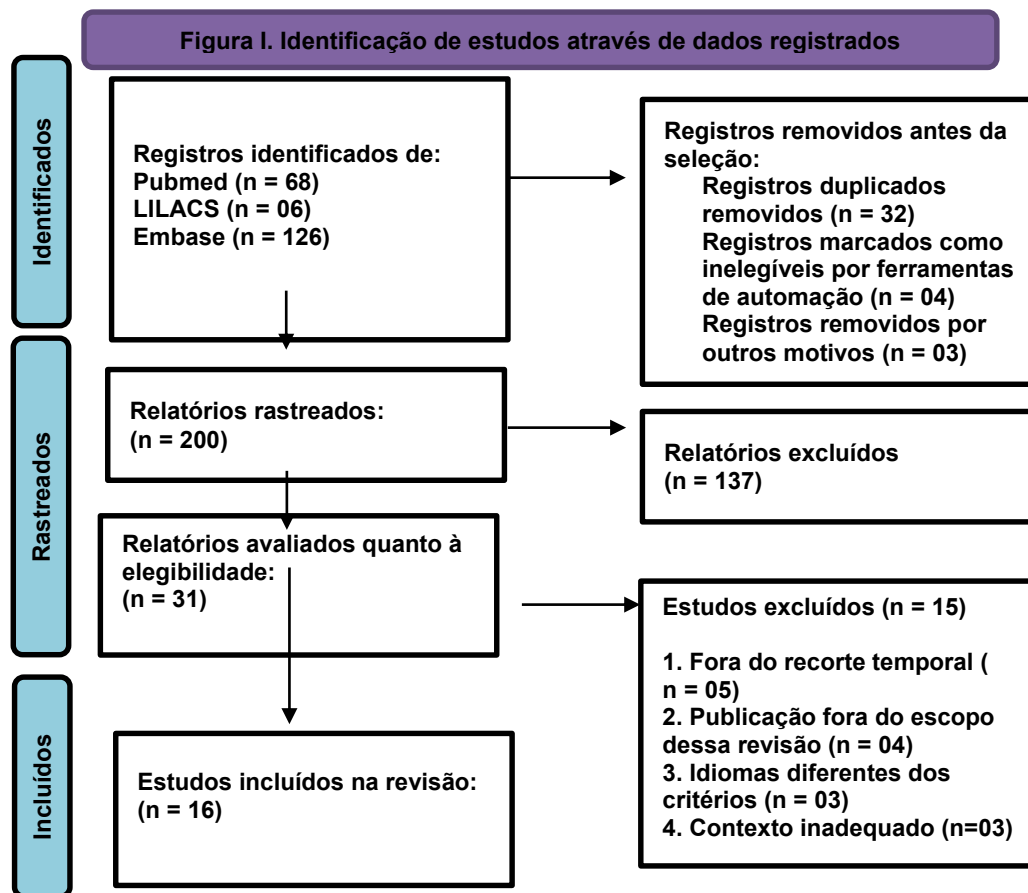 Figura I. Identificação de estudos através de dados registrados
Identificados
Registros identificados de:
Pubmed (n = 68)
LILACS (n = 06)
Embase (n = 126)
Registros removidos antes da
seleção:
Registros duplicados
removidos (n = 32)
Registros marcados como
inelegíveis por ferramentas
de automação (n = 04)
Registros removidos por
outros motivos (n = 03)
Rastreados
Relatórios rastreados:
(n = 200)
Relatórios excluídos
(n = 137)
Relatórios avaliados quanto à
elegibilidade:
(n = 31)
Estudos excluídos (n = 15)
1. Fora do recorte temporal (
n = 05)
2. Publicação fora do escopo
dessa revisão (n = 04)
3. Idiomas diferentes dos
critérios (n = 03)
4. Contexto inadequado (n=03)
Incluídos
Estudos incluídos na revisão:
(n = 16)